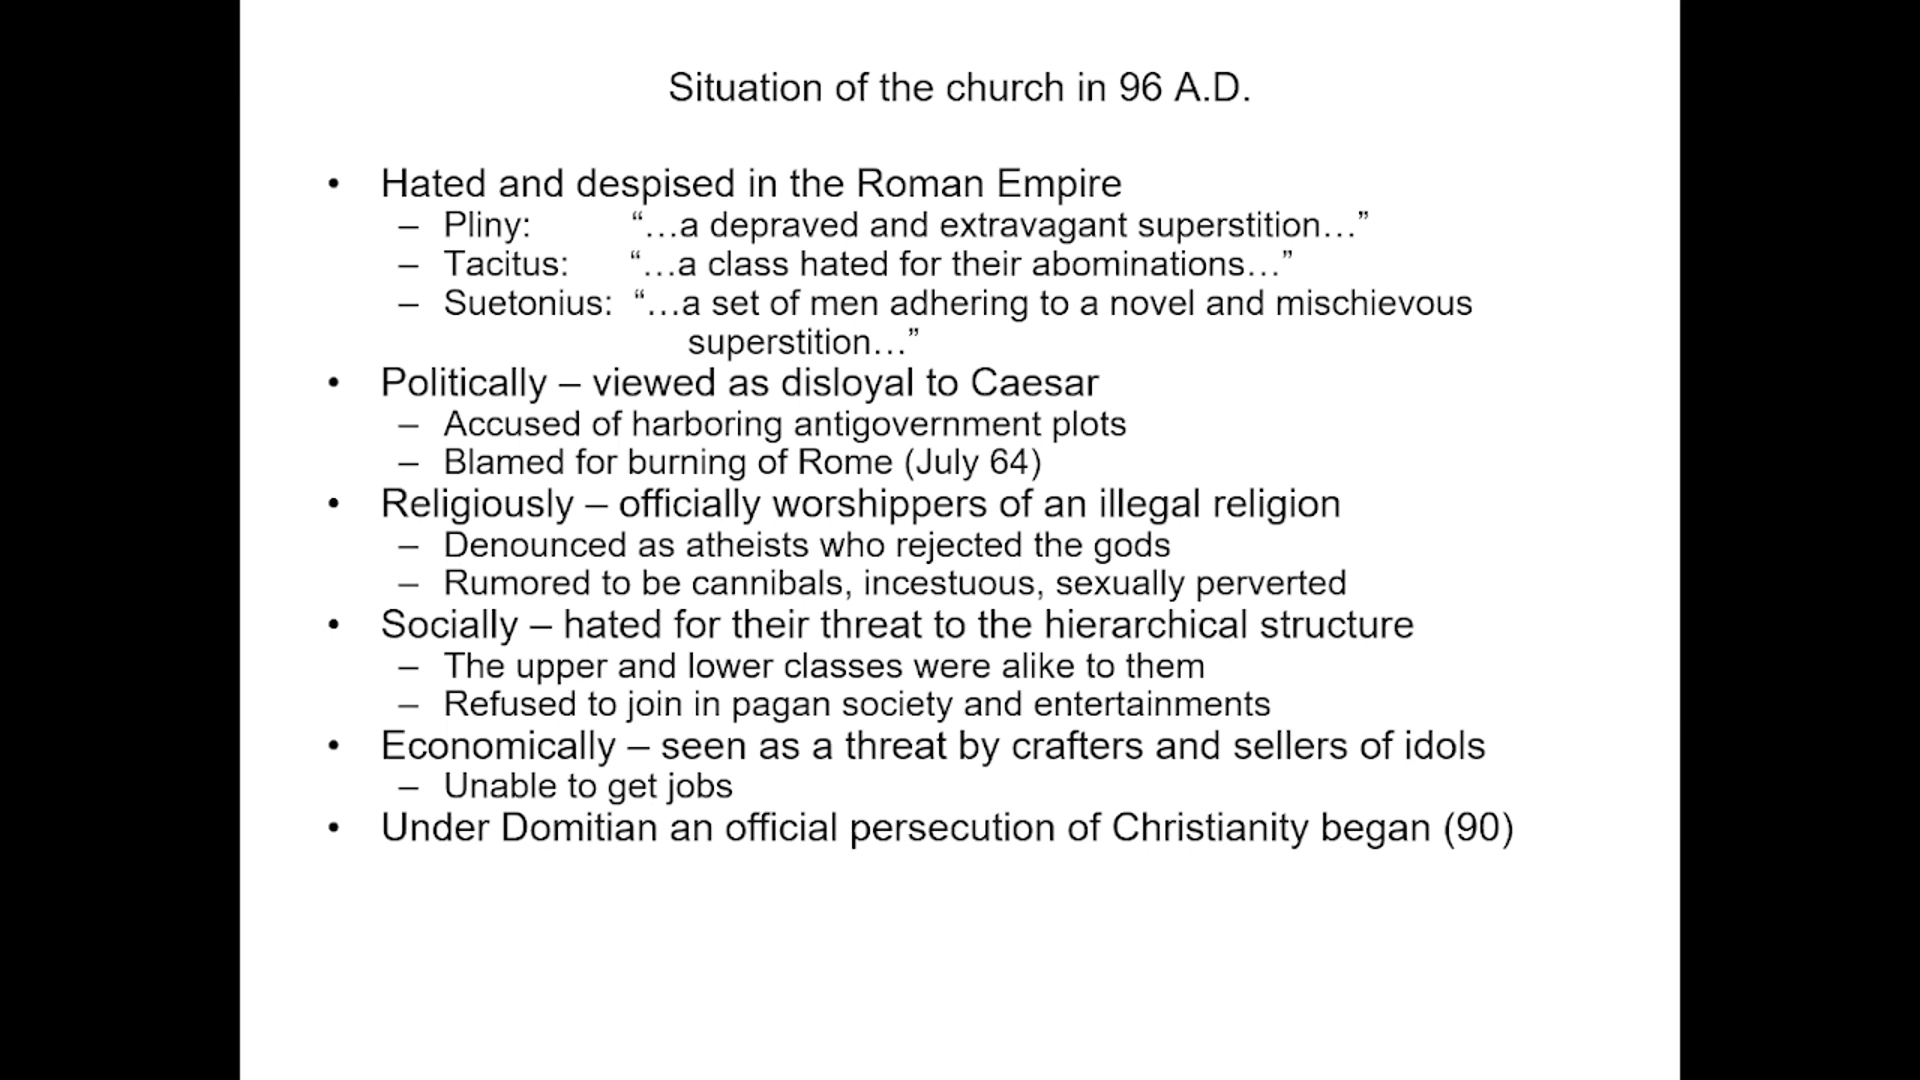 Situation of the church in 96 A.D.
• Hated and despised in the Roman Empire
– Pliny: “…a depraved and extravagant superstition…”
– Tacitus: “…a class hated for their abominations…”
– Suetonius: “…a set of men adhering to a novel and mischievous
superstition…”
• Politically – viewed as disloyal to Caesar
– Accused of harboring antigovernment plots
– Blamed for burning of Rome (July 64)
• Religiously – officially worshippers of an illegal religion
– Denounced as atheists who rejected the gods
– Rumored to be cannibals, incestuous, sexually perverted
• Socially – hated for their threat to the hierarchical structure
– The upper and lower classes were alike to them
– Refused to join in pagan society and entertainments
• Economically – seen as a threat by crafters and sellers of idols
– Unable to get jobs
• Under Domitian an official persecution of Christianity began (90)